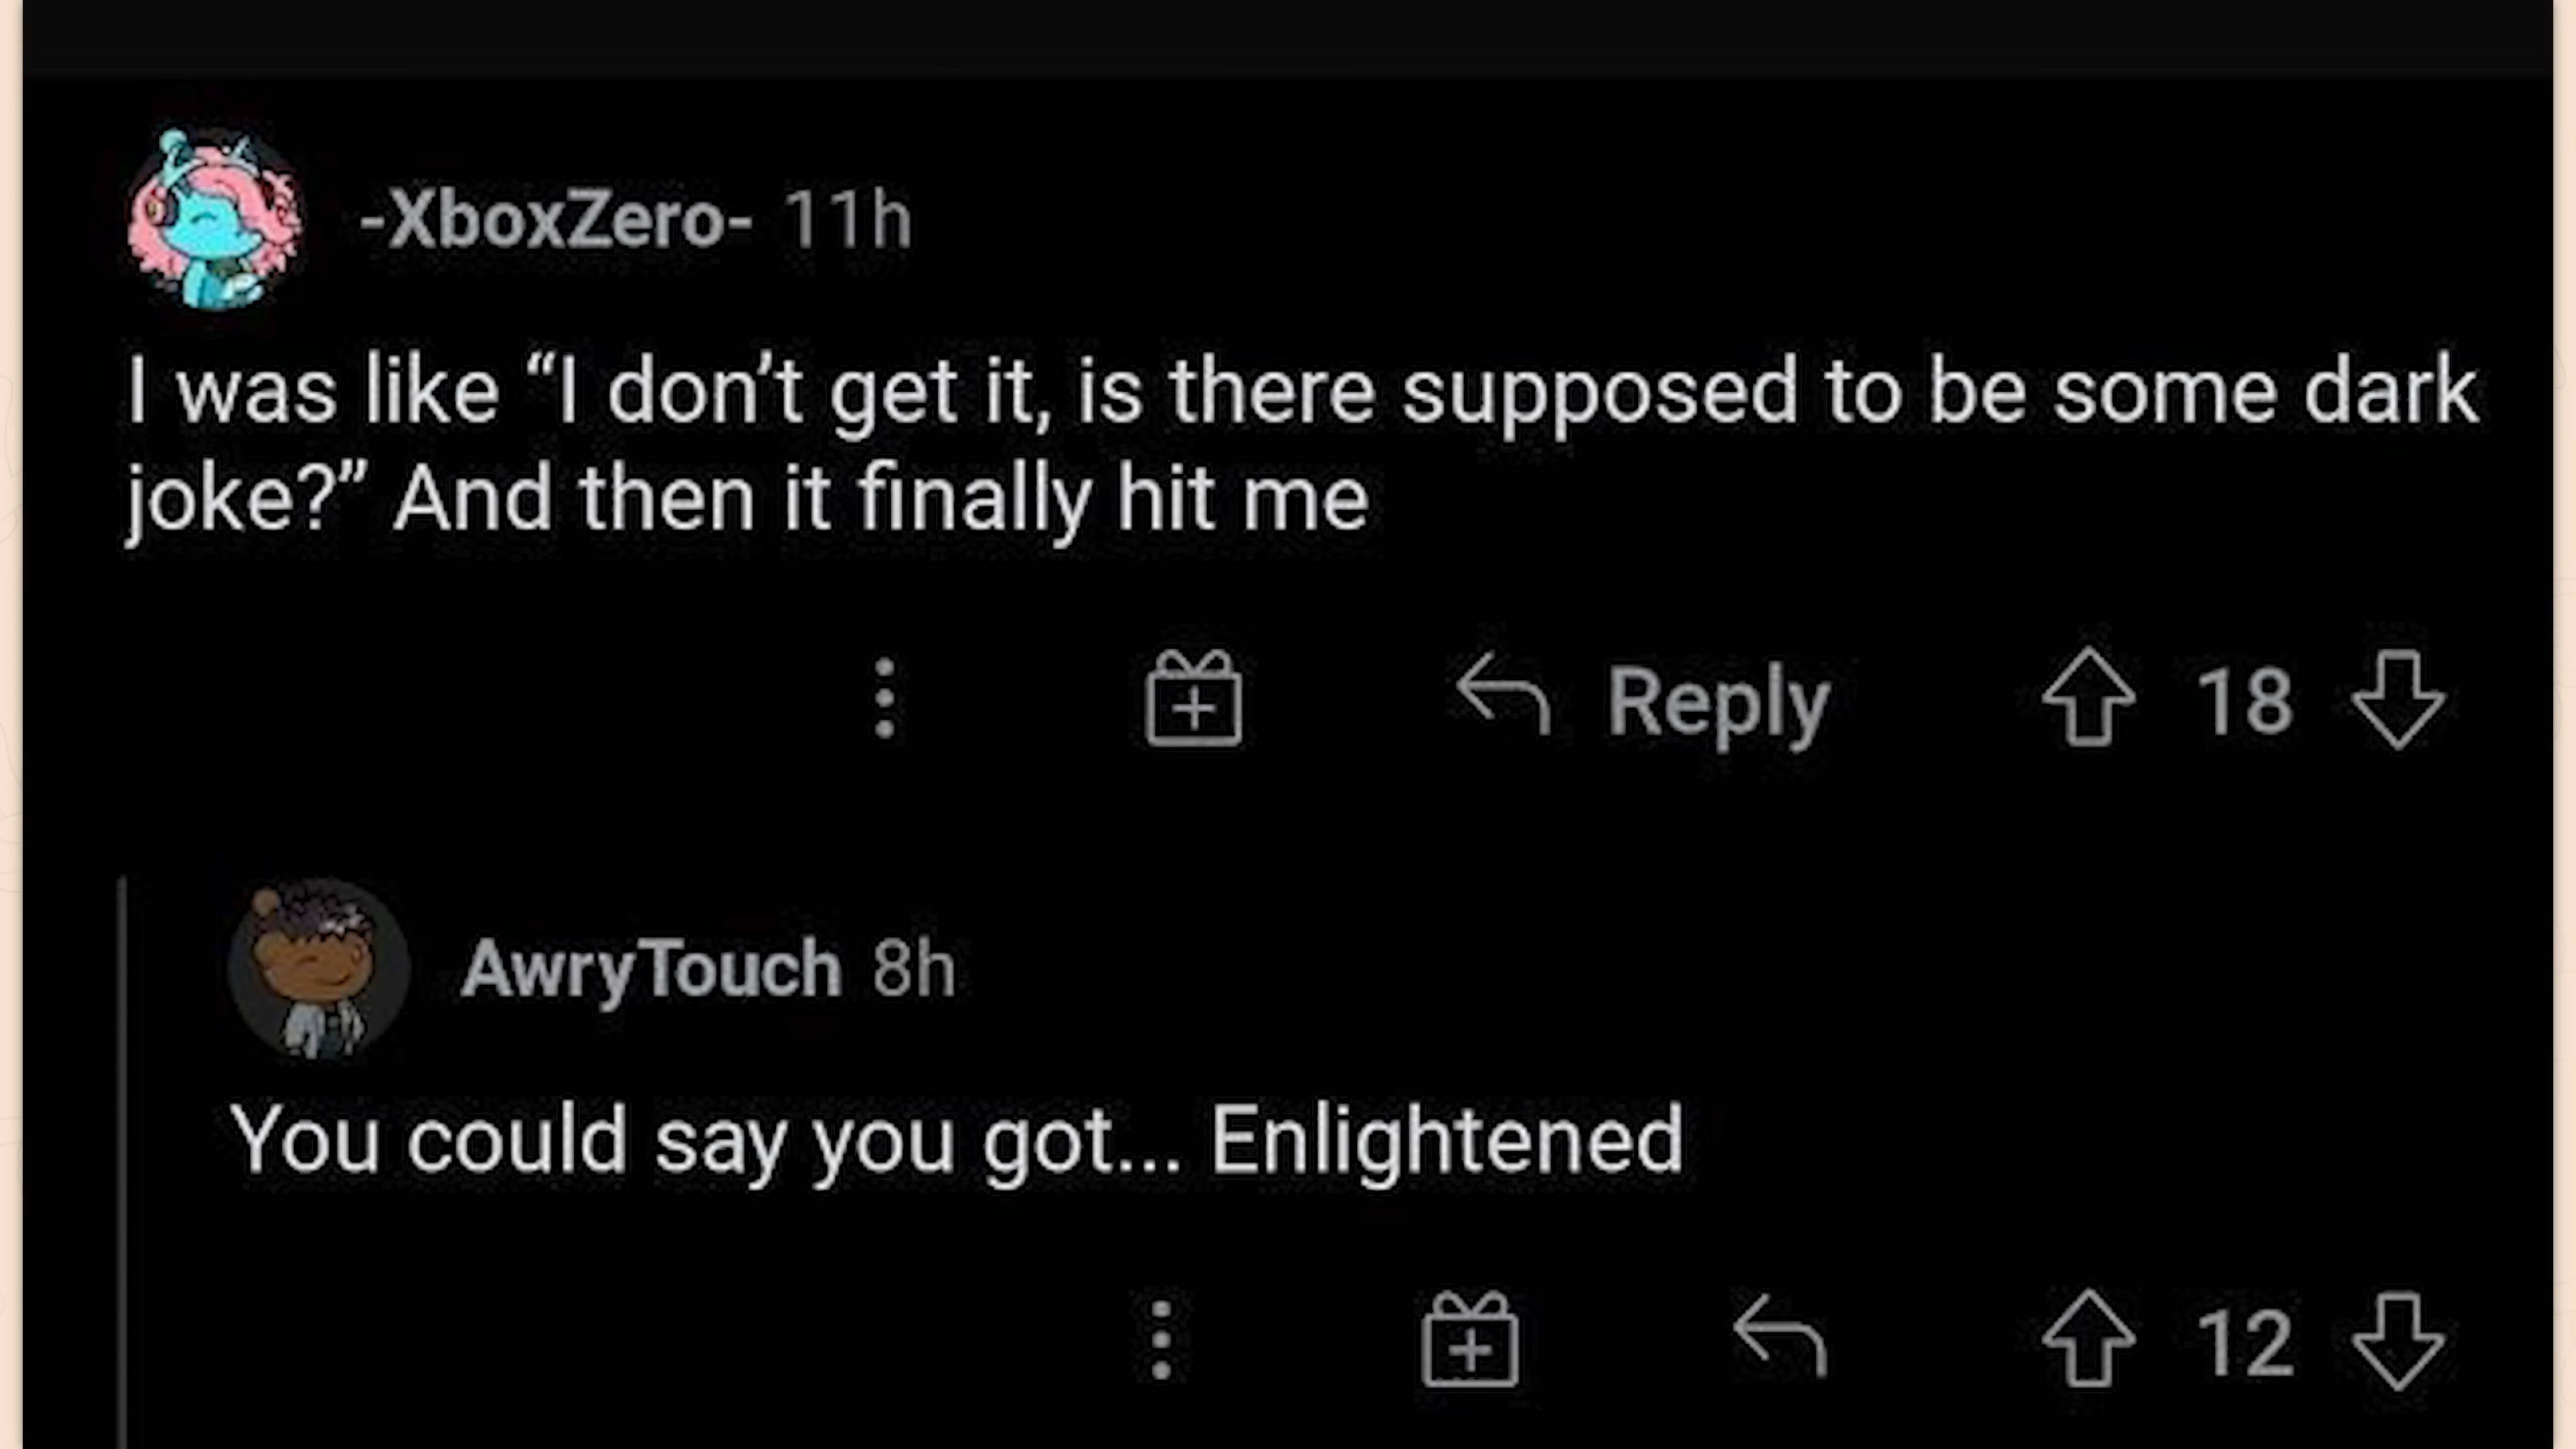 -XboxZero- 11h
I was like “I don’t get it, is there supposed to be some dark
joke?” And then it finally hit me
Reply 18
AwryTouch 8h
You could say you got... Enlightened
12